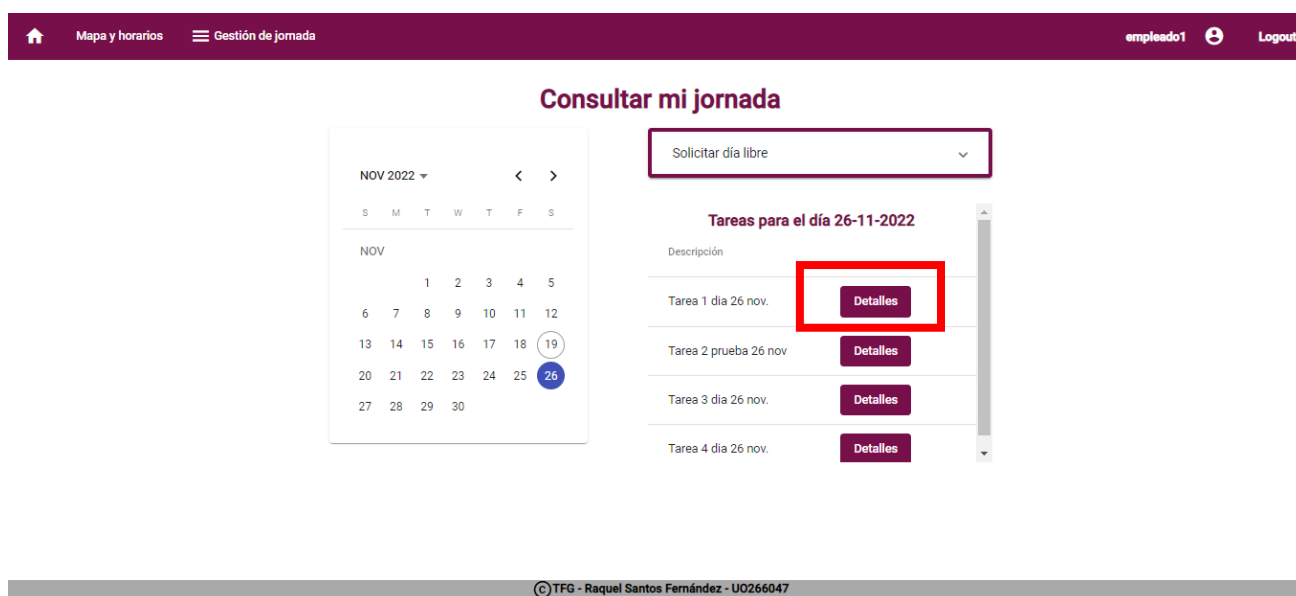 Mapa y horarios Gestión de jornada empleado1 Logout
Consultar mi jornada
Solicitar día libre
NOV 2022
S M T W T F S
NOV
1 2 3 4 5
6 7 8 9 10 11 12
13 14 15 16 17 18 19
20 21 22 23 24 25 26
27 28 29 30
Tareas para el día 26-11-2022
Descripción
Tarea 1 dia 26 nov. Detalles
Tarea 2 prueba 26 nov Detalles
Tarea 3 dia 26 nov. Detalles
Tarea 4 dia 26 nov. Detalles
©TFG - Raquel Santos Fernández - UO266047